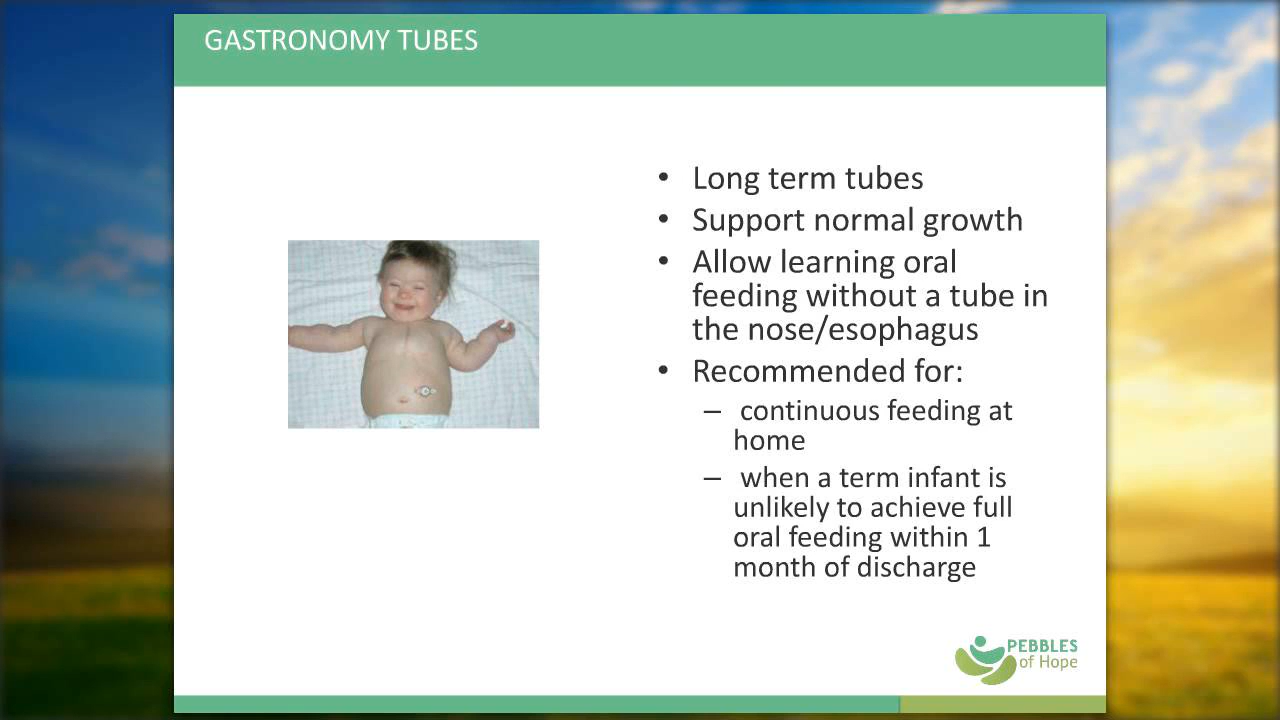 GASTRONOMY TUBES
• Long term tubes
• Support normal growth
• Allow learning oral
feeding without a tube in
the nose/esophagus
• Recommended for:
– continuous feeding at
home
– when a term infant is
unlikely to achieve full
oral feeding within 1
month of discharge
PEBBLES
of Hope